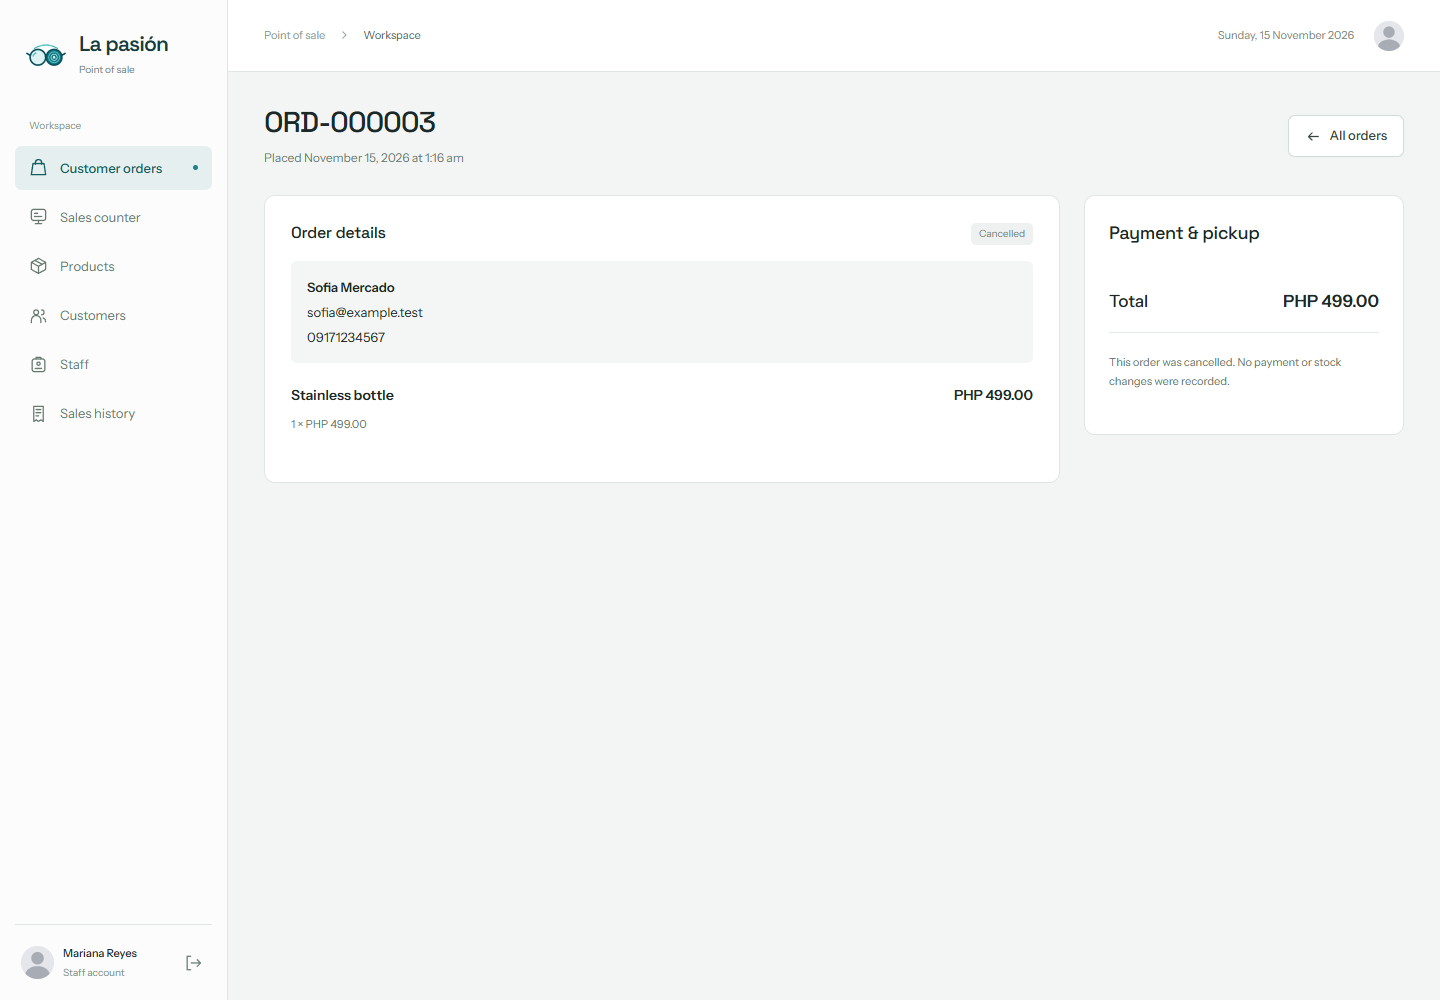 La pasión
Point of sale
Workspace
Customer orders
Sales counter
Products
Customers
Staff
Sales history
Mariana Reyes
Staff account
Point of sale
Workspace
Sunday, 15 November 2026
ORD-000003
Placed November 15, 2026 at 1:16 am
All orders
Order details
Cancelled
Sofia Mercado
sofia@example.test
09171234567
Stainless bottle
PHP 499.00
1 × PHP 499.00
Payment & pickup
Total
PHP 499.00
This order was cancelled. No payment or stock
changes were recorded.